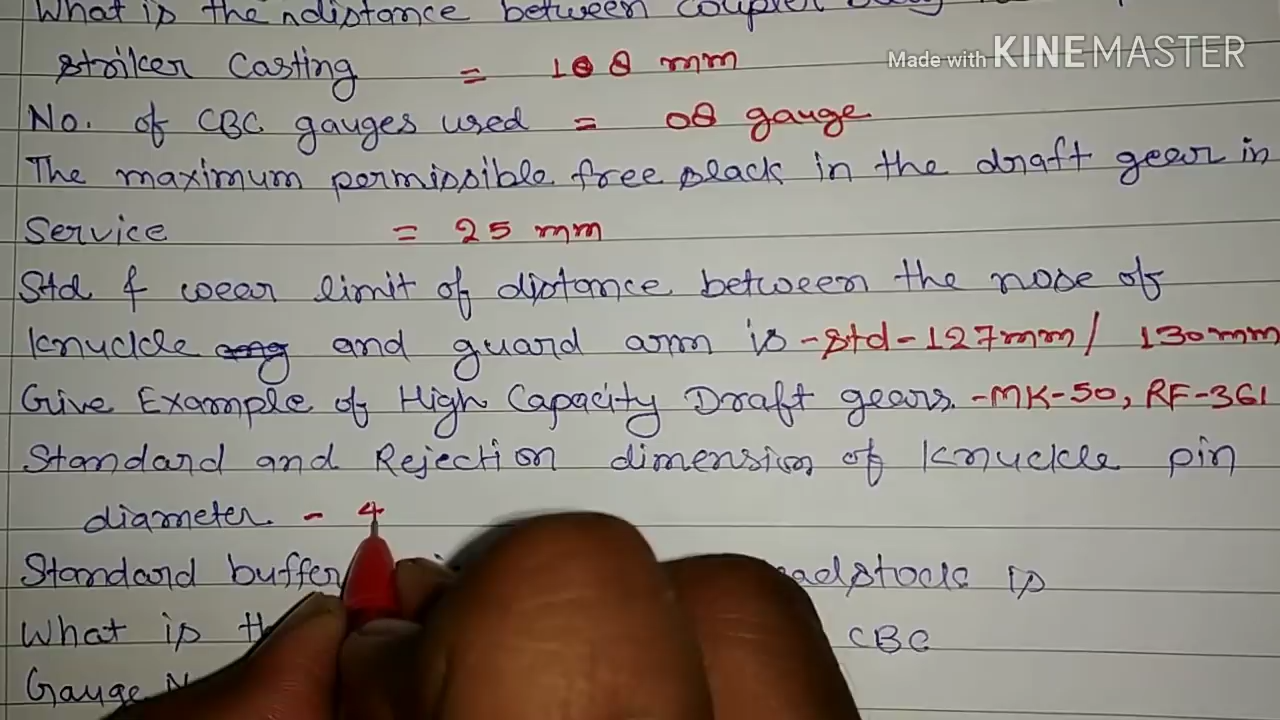 What is the ndistance between coupler
striker Casting = 108 mm
No. of CBC gauges used = 08 gauge
The maximum permissible free slack in the draft gear in
Service = 25 mm
Std & wear limit of distance between the nose of
knuckle and guard arm is - std - 127mm/ 130mm
Give Example of High Capacity Draft gears. - MK-50, RF-361
Standard and Rejection dimension of Knuckle pin
diameter - 4
Standard buffer is
What is CBC
Gauge
Made with KINEMASTER